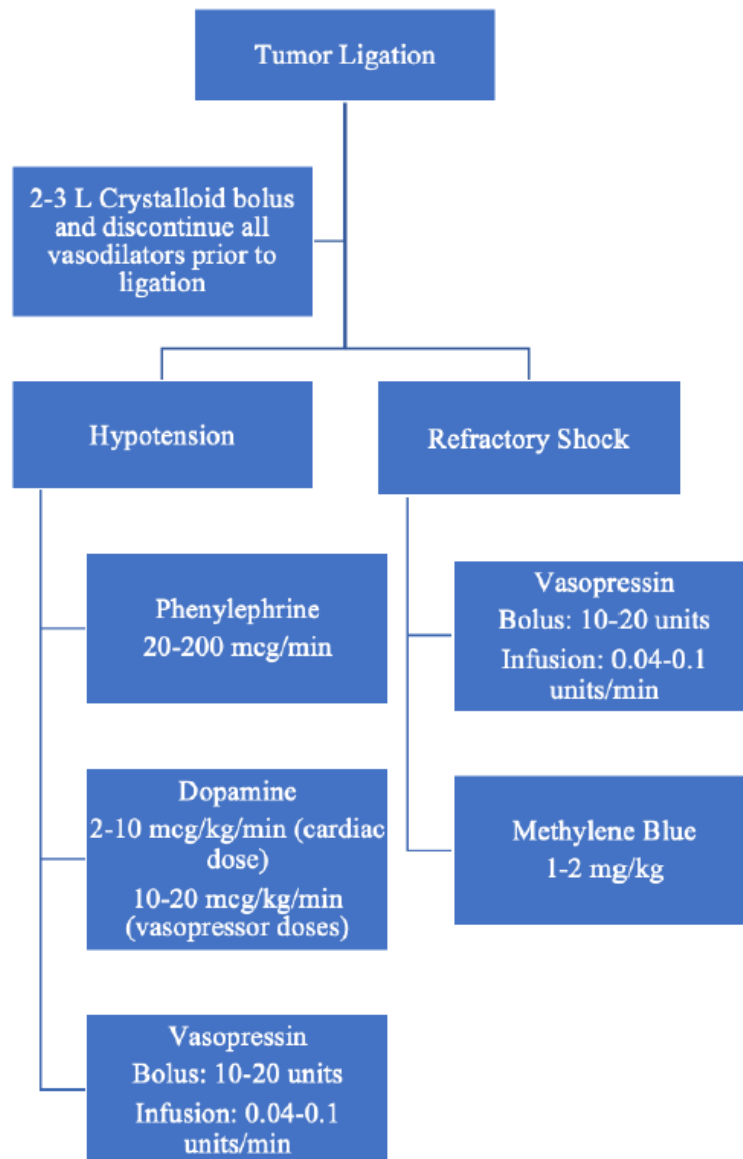 Tumor Ligation
2-3 L Crystalloid bolus
and discontinue all
vasodilators prior to
ligation
Hypotension
Refractory Shock
Phenylephrine
20-200 mcg/min
Vasopressin
Bolus: 10-20 units
Infusion: 0.04-0.1
units/min
Dopamine
2-10 mcg/kg/min (cardiac
dose)
10-20 mcg/kg/min
(vasopressor doses)
Methylene Blue
1-2 mg/kg
Vasopressin
Bolus: 10-20 units
Infusion: 0.04-0.1
units/min